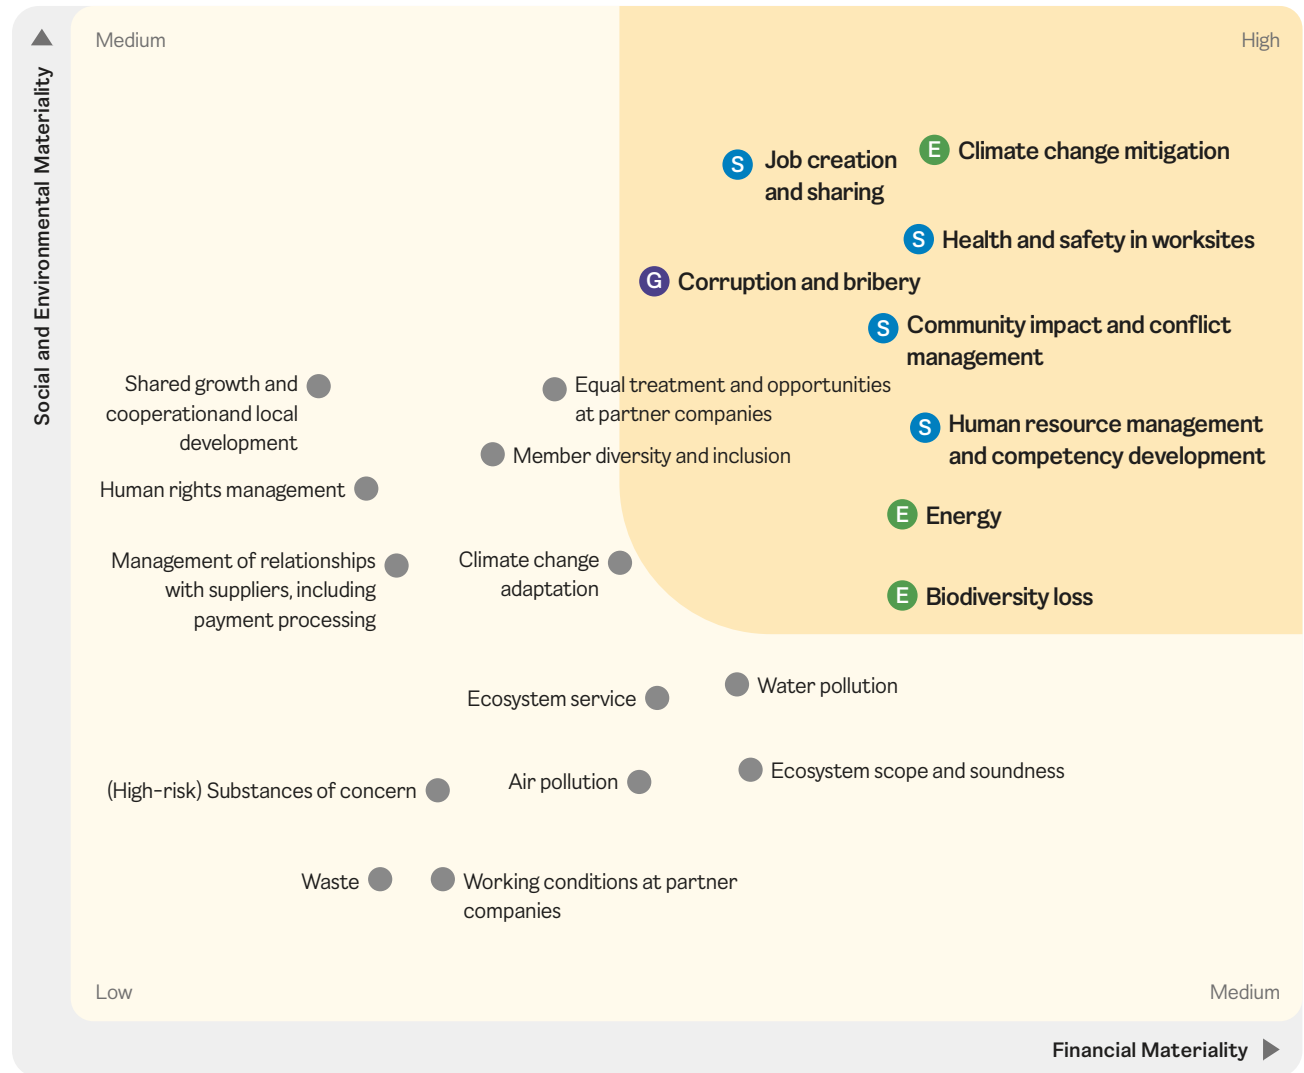 Social and Environmental Materiality
Medium
High
S
Job creation
and sharing
E
Climate change mitigation
S
Health and safety in worksites
G
Corruption and bribery
S
Community impact and conflict
management
Shared growth and
cooperationand local
development
Equal treatment and opportunities
at partner companies
S
Human resource management
and competency development
Member diversity and inclusion
Human rights management
E
Energy
Management of relationships
with suppliers, including
payment processing
Climate change
adaptation
E
Biodiversity loss
Ecosystem service
Water pollution
(High-risk) Substances of concern
Air pollution
Ecosystem scope and soundness
Waste
Working conditions at partner
companies
Low
Medium
Financial Materiality